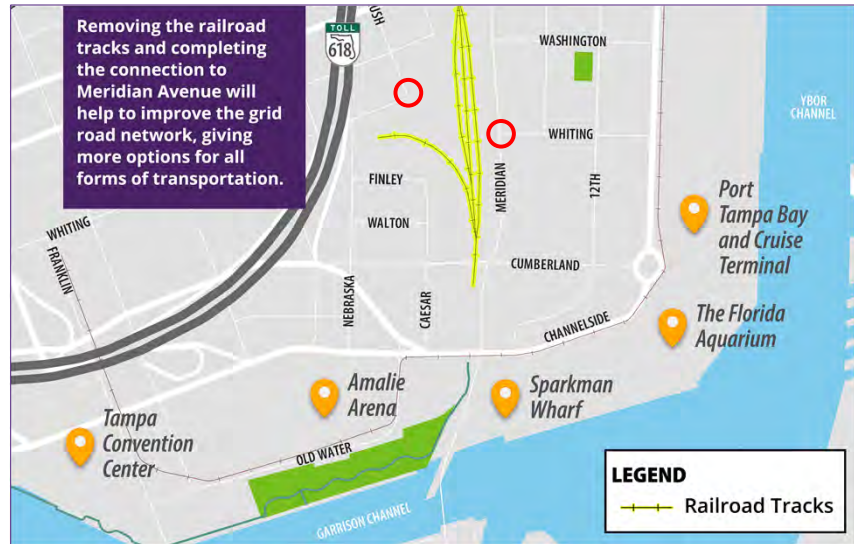 Removing the railroad
tracks and completing
the connection to
Meridian Avenue will
help to improve the grid
road network, giving
more options for all
forms of transportation.
TOLL
618
USH
WASHINGTON
YBOR
CHANNEL
WHITING
FINLEY
MERIDIAN
12TH
WALTON
WHITING
FRANKLIN
Port
Tampa Bay
and Cruise
Terminal
CUMBERLAND
NEBRASKA
CAESAR
CHANNELSIDE
The Florida
Aquarium
Amalie
Arena
Sparkman
Wharf
Tampa
Convention
Center
OLD WATER
GARRISON CHANNEL
LEGEND
Railroad Tracks